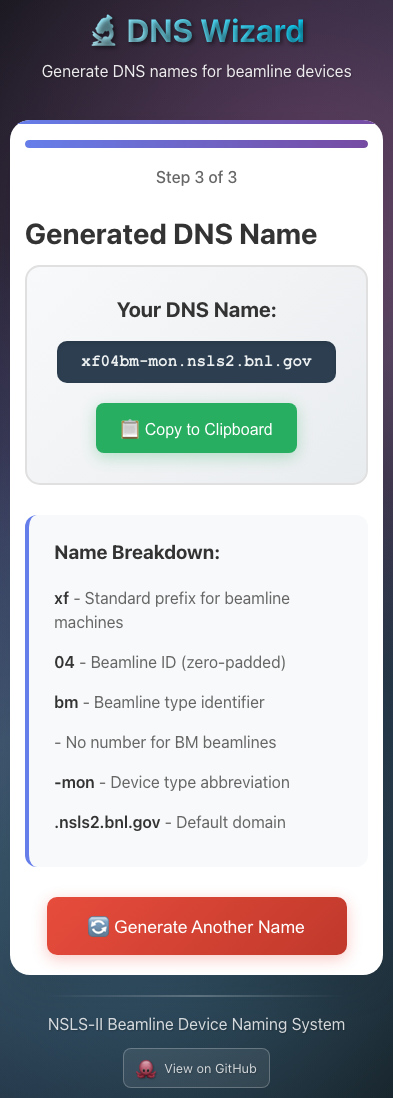 🔬 DNS Wizard
Generate DNS names for beamline devices
Step 3 of 3
Generated DNS Name
Your DNS Name:
xf04bm-mon.nsls2.bnl.gov
📋 Copy to Clipboard
Name Breakdown:
xf - Standard prefix for beamline
machines
04 - Beamline ID (zero-padded)
bm - Beamline type identifier
- No number for BM beamlines
-mon - Device type abbreviation
.nsls2.bnl.gov - Default domain
🔄 Generate Another Name
NSLS-II Beamline Device Naming System
🐙 View on GitHub